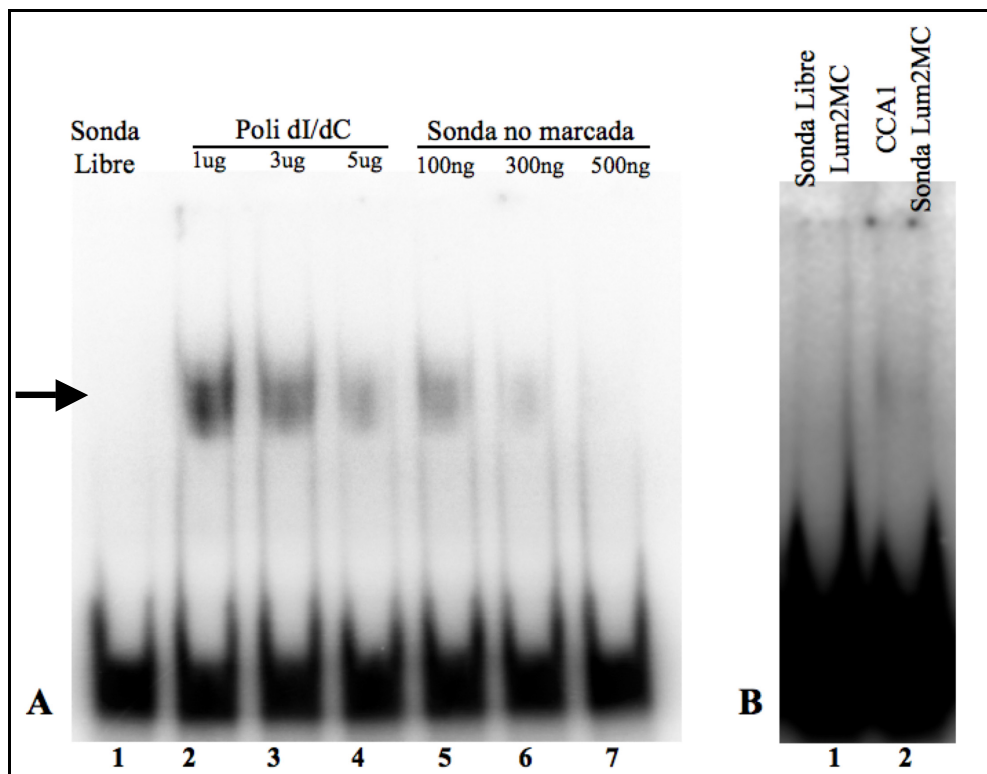 Sonda
Libre
Poli dI/dC
1ug 3ug 5ug
Sonda no marcada
100ng 300ng 500ng
A
1 2 3 4 5 6 7
Sonda Libre
Lum2MC
CCA1
Sonda Lum2MC
B
1 2